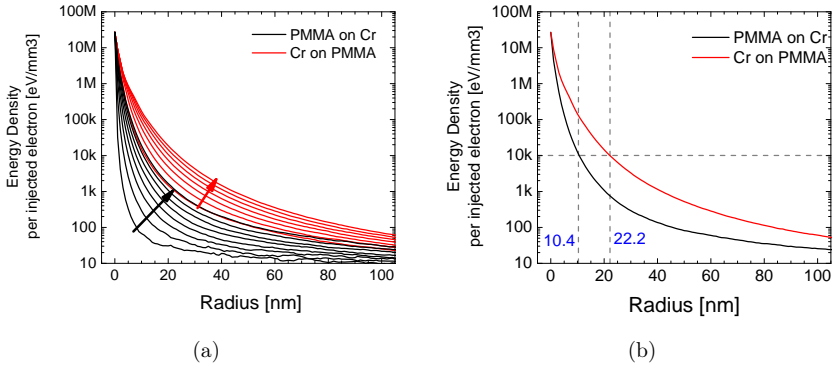 100M
10M
1M
100k
10k
1k
100
10
Energy Density
per injected electron [eV/mm3]
PMMA on Cr
Cr on PMMA
0 20 40 60 80 100
Radius [nm]
(a)
100M
10M
1M
100k
10k
1k
100
10
Energy Density
per injected electron [eV/mm3]
PMMA on Cr
Cr on PMMA
10.4 22.2
0 20 40 60 80 100
Radius [nm]
(b)